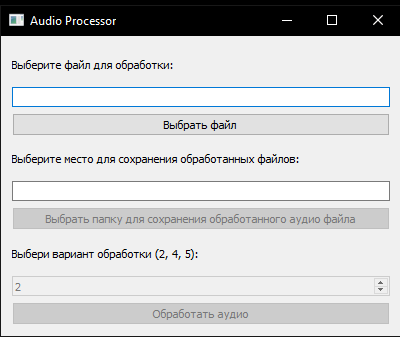 Audio Processor
Выберите файл для обработки:
Выбрать файл
Выберите место для сохранения обработанных файлов:
Выбрать папку для сохранения обработанного аудио файла
Выбери вариант обработки (2, 4, 5):
2
Обработать аудио